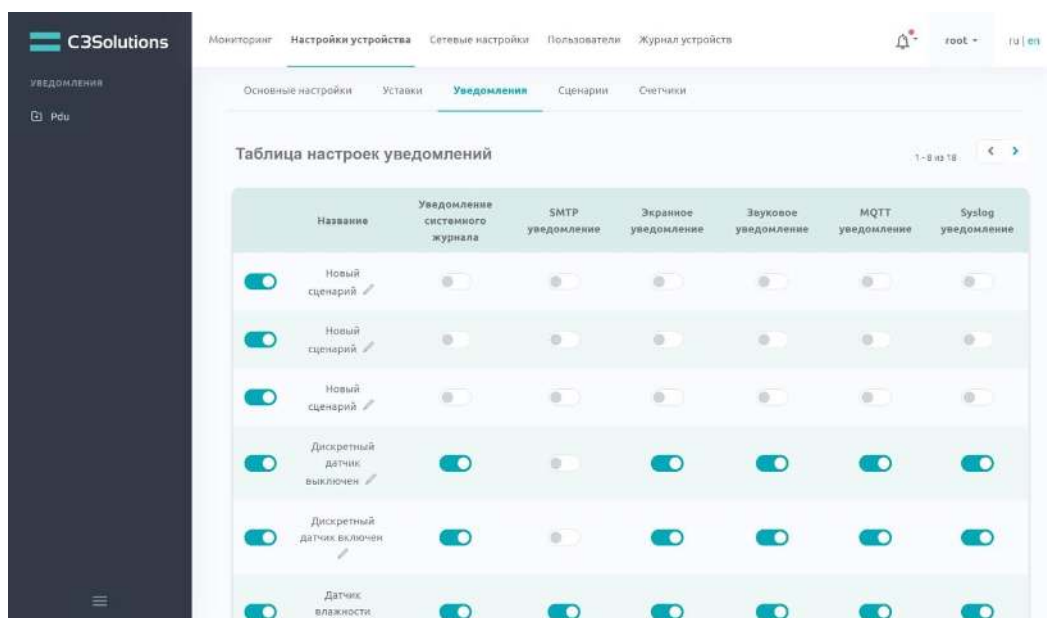 C3Solutions
Мониторинг Настройки устройства Сетевые настройки Пользователи Журнал устройств root ru | en
УВЕДОМЛЕНИЯ
Pdu
Основные настройки Уставки Уведомления Сценарии Счетчики
Таблица настроек уведомлений
1-8 из 18
Название
Уведомление
системного
журнала
SMTP
уведомление
Экранное
уведомление
Звуковое
уведомление
MQTT
уведомление
Syslog
уведомление
Новый
сценарий
Новый
сценарий
Новый
сценарий
Дискретный
датчик
выключен
Дискретный
датчик включен
Датчик
влажности